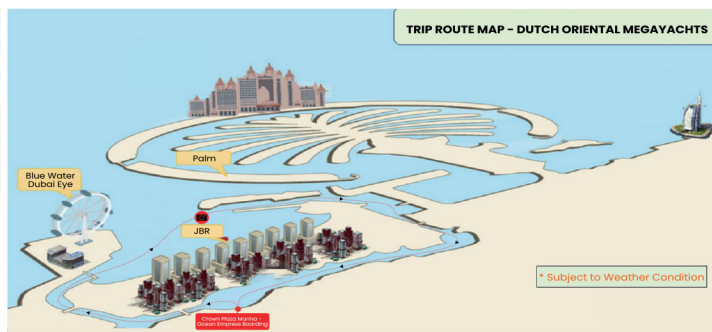 TRIP ROUTE MAP - DUTCH ORIENTAL MEGAYACHTS
Palm
Blue Water
Dubai Eye
JBR
* Subject to Weather Condition
Crown Plaza Marina -
Ocean Empress Boarding